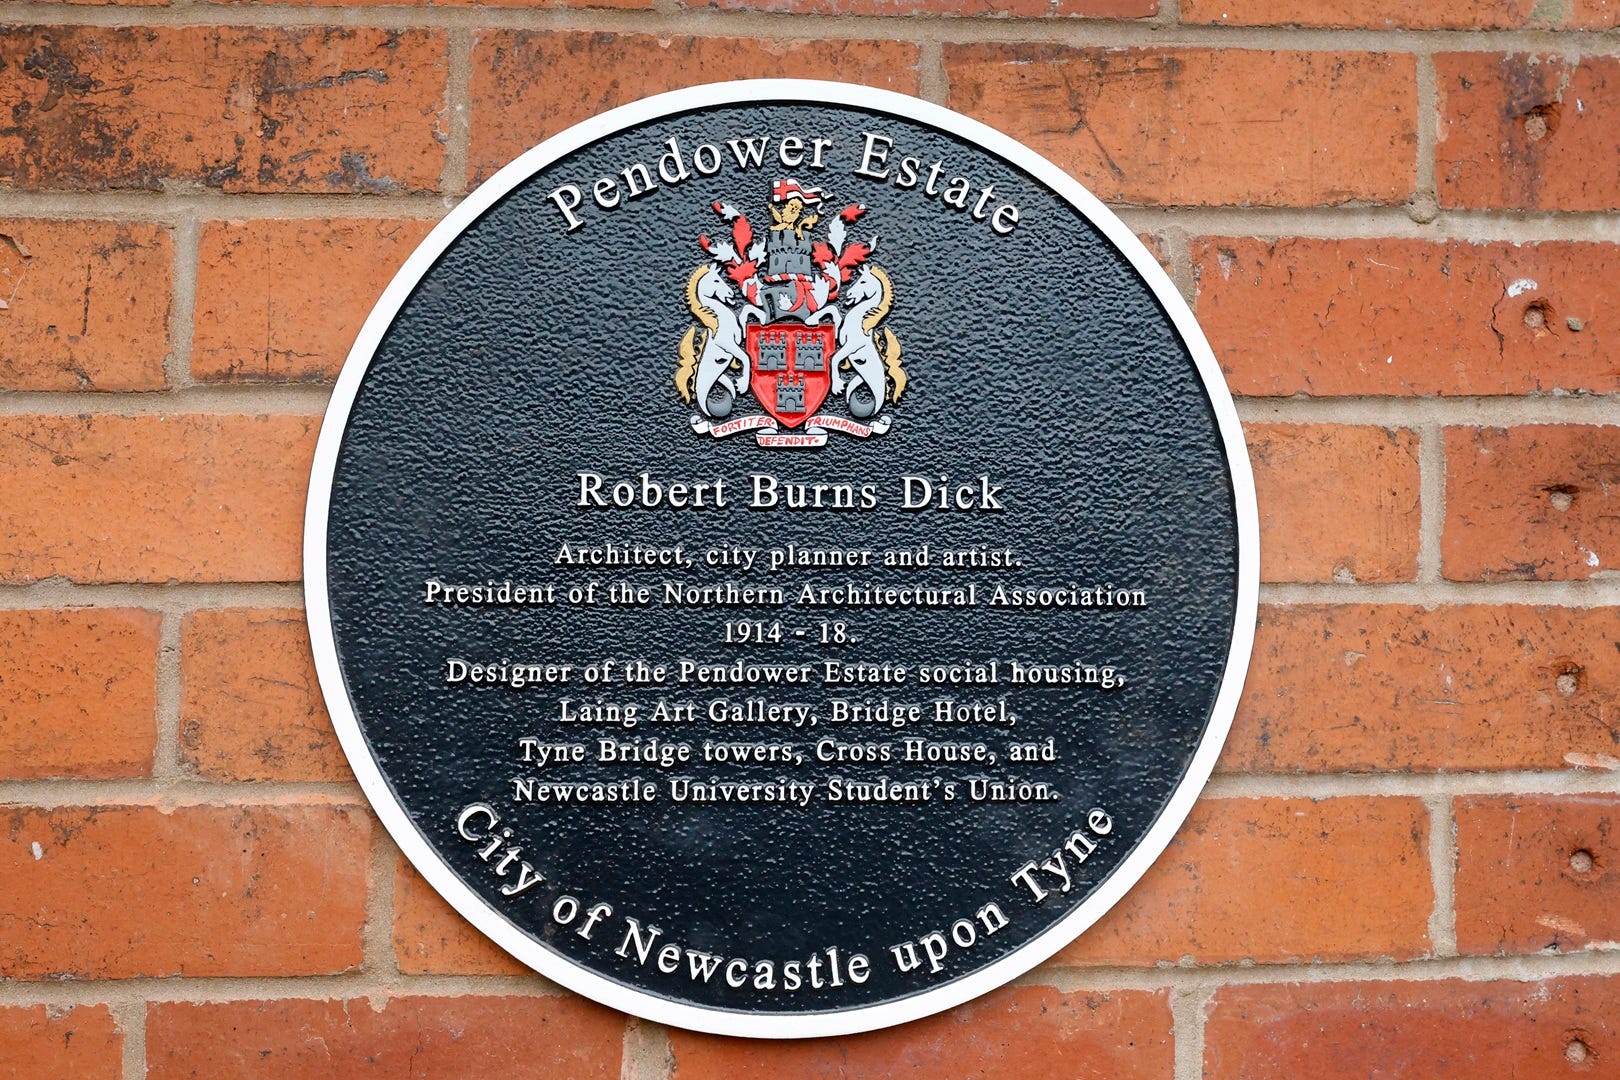 Pendower Estate
FORTITER· DEFENDIT· TRIUMPHANS
Robert Burns Dick
Architect, city planner and artist.
President of the Northern Architectural Association
1914 - 18.
Designer of the Pendower Estate social housing,
Laing Art Gallery, Bridge Hotel,
Tyne Bridge towers, Cross House, and
Newcastle University Student's Union.
City of Newcastle upon Tyne